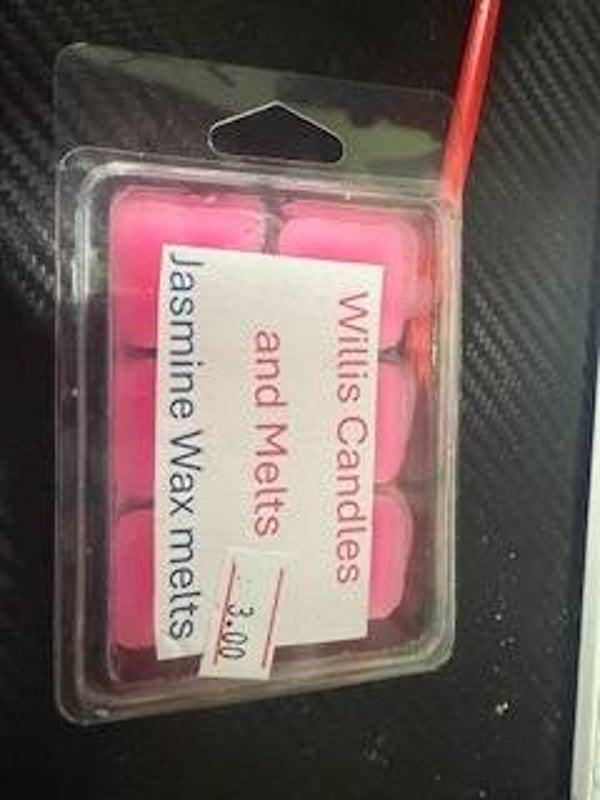 Willis Candles
and Melts
Jasmine Wax melts
3.00